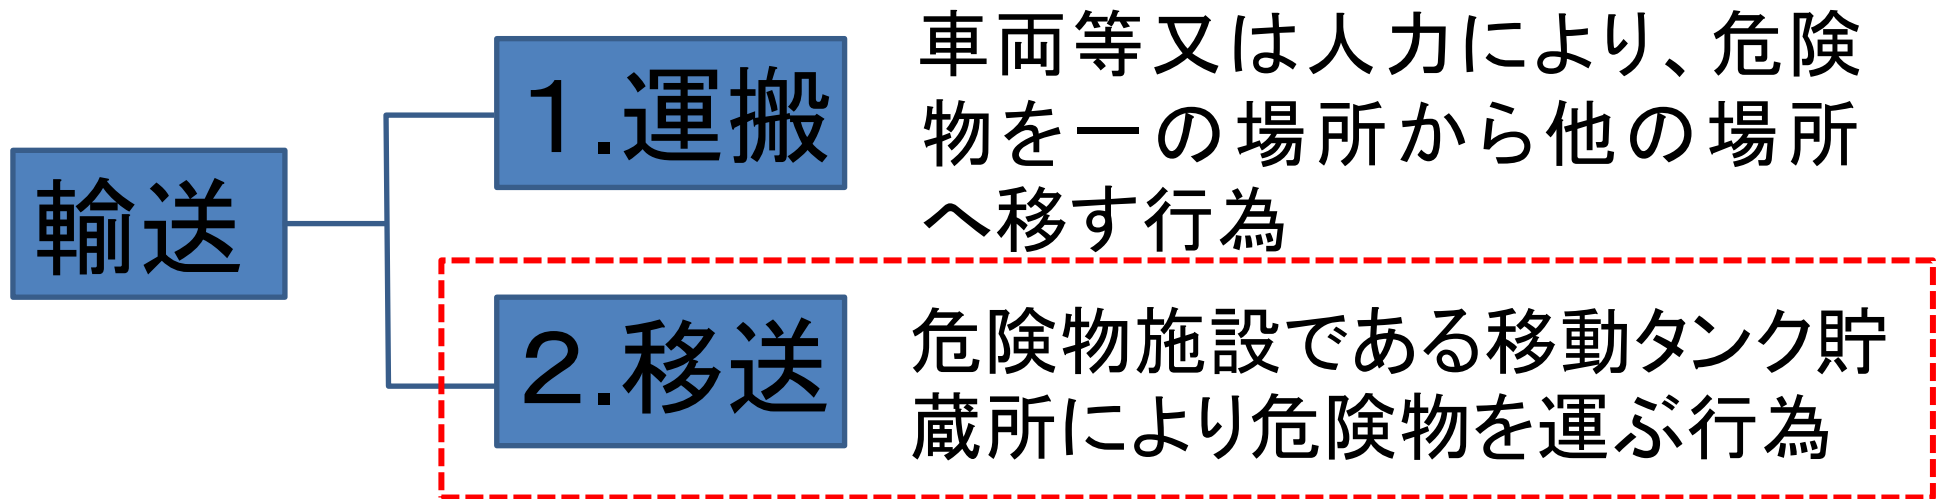 輸送
1.運搬
車両等又は人力により、危険
物を一の場所から他の場所
へ移す行為
2.移送
危険物施設である移動タンク貯
蔵所により危険物を運ぶ行為